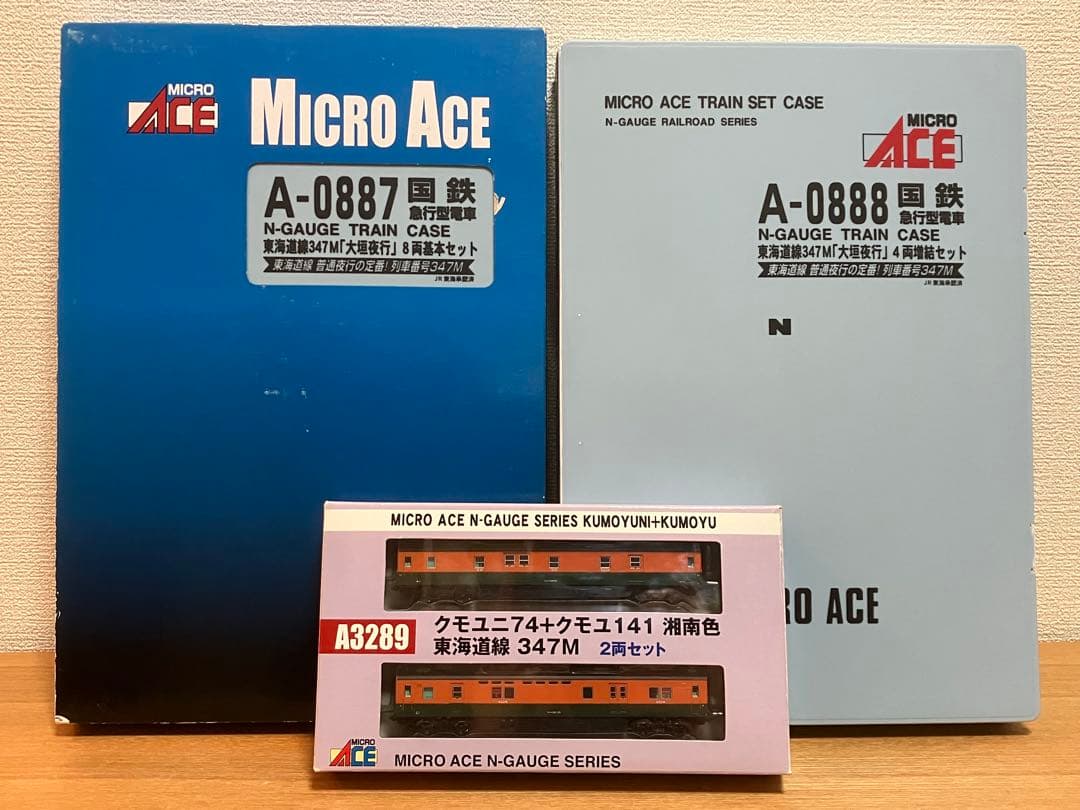 MICRO
ACE
MICRO ACE
A-0887 国鉄
急行型電車
N-GAUGE TRAIN CASE
東海道線347M「大垣夜行」8両基本セット
東海道線 普通夜行の定番!列車番号347M
JR東海承認済
MICRO ACE TRAIN SET CASE
N-GAUGE RAILROAD SERIES
MICRO
ACE
A-0888 国鉄
急行型電車
N-GAUGE TRAIN CASE
東海道線347M「大垣夜行」4両増結セット
東海道線 普通夜行の定番!列車番号347M
JR東海承認済
N
RO ACE
MICRO ACE N-GAUGE SERIES KUMOYUNI+KUMOYU
A3289
クモユニ74+クモユ141 湘南色
東海道線 347M 2両セット
MICRO
ACE
MICRO ACE N-GAUGE SERIES